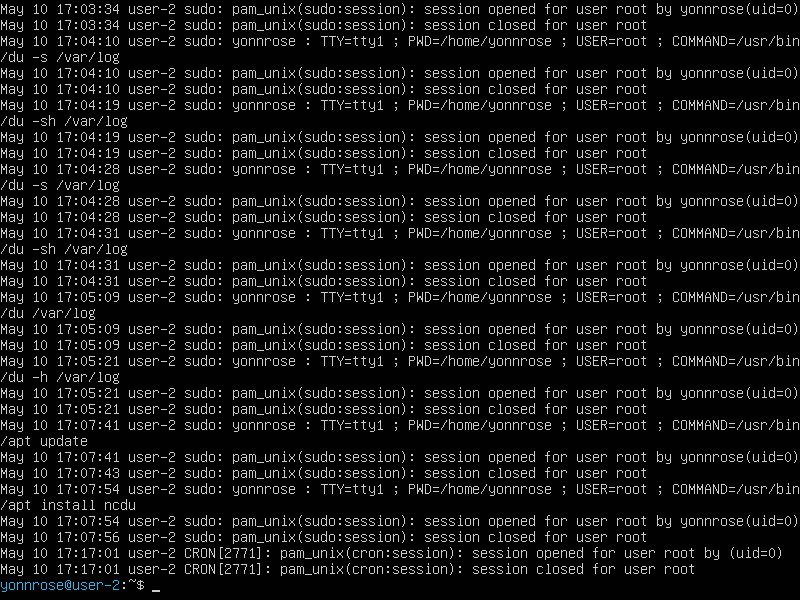 May 10 17:03:34 user-2 sudo: pam_unix(sudo:session): session opened for user root by yonnrose(uid=0)
May 10 17:03:34 user-2 sudo: pam_unix(sudo:session): session closed for user root
May 10 17:04:10 user-2 sudo: yonnrose : TTY=tty1 ; PWD=/home/yonnrose ; USER=root ; COMMAND=/usr/bin
/du -s /var/log
May 10 17:04:10 user-2 sudo: pam_unix(sudo:session): session opened for user root by yonnrose(uid=0)
May 10 17:04:10 user-2 sudo: pam_unix(sudo:session): session closed for user root
May 10 17:04:19 user-2 sudo: yonnrose : TTY=tty1 ; PWD=/home/yonnrose ; USER=root ; COMMAND=/usr/bin
/du -sh /var/log
May 10 17:04:19 user-2 sudo: pam_unix(sudo:session): session opened for user root by yonnrose(uid=0)
May 10 17:04:19 user-2 sudo: pam_unix(sudo:session): session closed for user root
May 10 17:04:28 user-2 sudo: yonnrose : TTY=tty1 ; PWD=/home/yonnrose ; USER=root ; COMMAND=/usr/bin
/du -s /var/log
May 10 17:04:28 user-2 sudo: pam_unix(sudo:session): session opened for user root by yonnrose(uid=0)
May 10 17:04:28 user-2 sudo: pam_unix(sudo:session): session closed for user root
May 10 17:04:31 user-2 sudo: yonnrose : TTY=tty1 ; PWD=/home/yonnrose ; USER=root ; COMMAND=/usr/bin
/du -sh /var/log
May 10 17:04:31 user-2 sudo: pam_unix(sudo:session): session opened for user root by yonnrose(uid=0)
May 10 17:04:31 user-2 sudo: pam_unix(sudo:session): session closed for user root
May 10 17:05:09 user-2 sudo: yonnrose : TTY=tty1 ; PWD=/home/yonnrose ; USER=root ; COMMAND=/usr/bin
/du /var/log
May 10 17:05:09 user-2 sudo: pam_unix(sudo:session): session opened for user root by yonnrose(uid=0)
May 10 17:05:09 user-2 sudo: pam_unix(sudo:session): session closed for user root
May 10 17:05:21 user-2 sudo: yonnrose : TTY=tty1 ; PWD=/home/yonnrose ; USER=root ; COMMAND=/usr/bin
/du -h /var/log
May 10 17:05:21 user-2 sudo: pam_unix(sudo:session): session opened for user root by yonnrose(uid=0)
May 10 17:05:21 user-2 sudo: pam_unix(sudo:session): session closed for user root
May 10 17:07:41 user-2 sudo: yonnrose : TTY=tty1 ; PWD=/home/yonnrose ; USER=root ; COMMAND=/usr/bin
/apt update
May 10 17:07:41 user-2 sudo: pam_unix(sudo:session): session opened for user root by yonnrose(uid=0)
May 10 17:07:43 user-2 sudo: pam_unix(sudo:session): session closed for user root
May 10 17:07:54 user-2 sudo: yonnrose : TTY=tty1 ; PWD=/home/yonnrose ; USER=root ; COMMAND=/usr/bin
/apt install ncdu
May 10 17:07:54 user-2 sudo: pam_unix(sudo:session): session opened for user root by yonnrose(uid=0)
May 10 17:07:56 user-2 sudo: pam_unix(sudo:session): session closed for user root
May 10 17:17:01 user-2 CRON[2771]: pam_unix(cron:session): session opened for user root by (uid=0)
May 10 17:17:01 user-2 CRON[2771]: pam_unix(cron:session): session closed for user root
yonnrose@user-2:~$ _